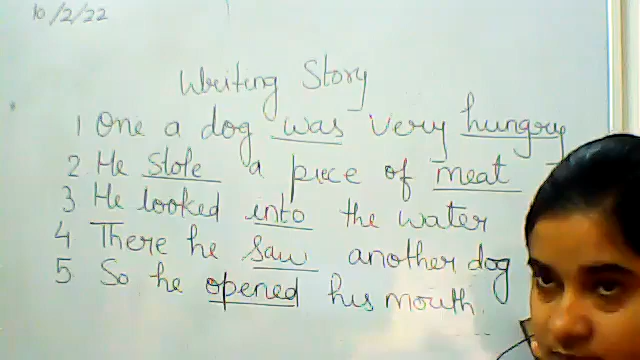 10/2/22
Writing Story
1 One a dog was very hungry
2 He stole a piece of meat
3 He looked into the water
4 There he saw another dog
5 So he opened his mouth.